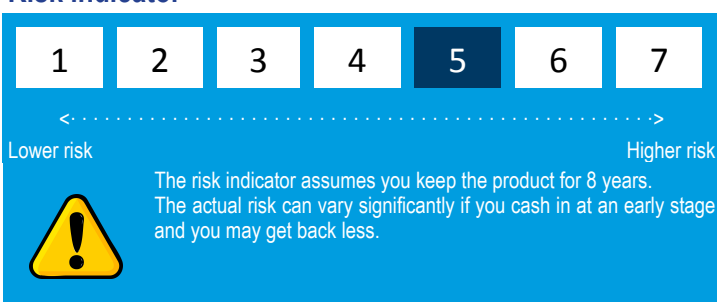 Risk Indicator
1 2 3 4 5 6 7
<·····················································>
Lower risk Higher risk
The risk indicator assumes you keep the product for 8 years.
The actual risk can vary significantly if you cash in at an early stage
and you may get back less.